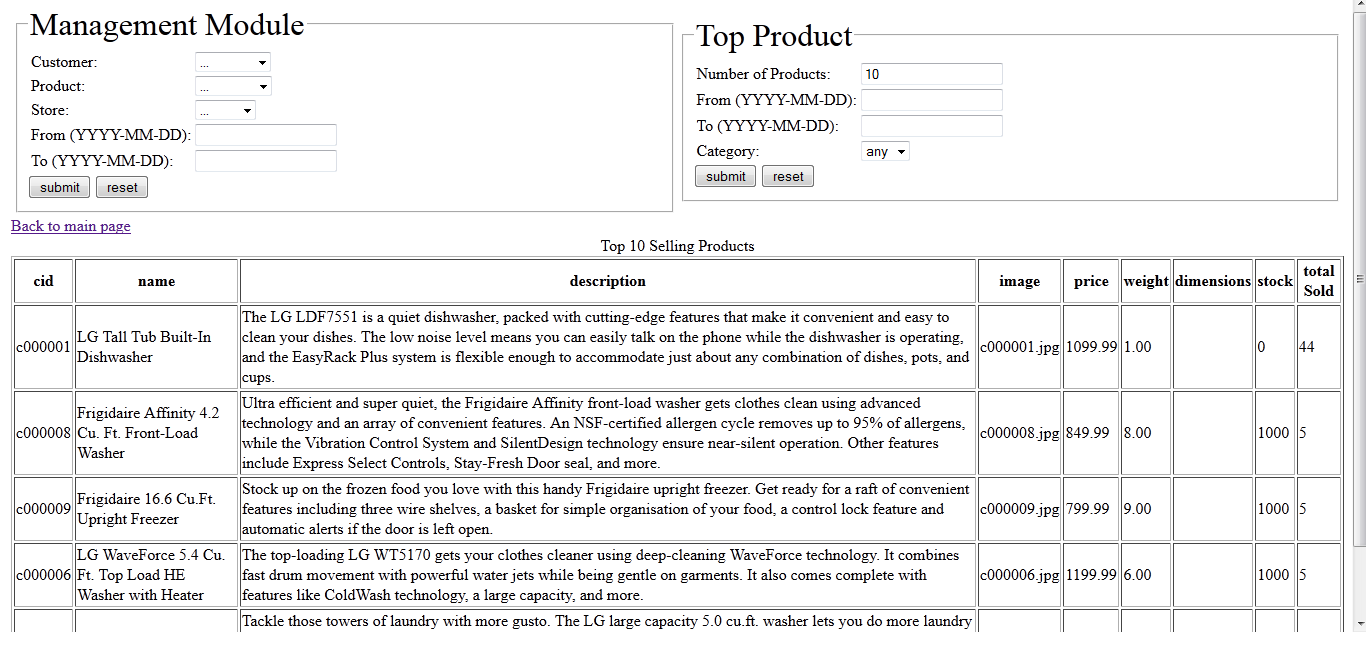 Management Module
Customer: ...
Product: ...
Store: ...
From (YYYY-MM-DD):
To (YYYY-MM-DD):
submit reset
Top Product
Number of Products: 10
From (YYYY-MM-DD):
To (YYYY-MM-DD):
Category: any
submit reset
Back to main page
Top 10 Selling Products
cid name description image price weight dimensions stock total Sold
c000001
LG Tall Tub Built-In
Dishwasher
The LG LDF7551 is a quiet dishwasher, packed with cutting-edge features that make it convenient and easy to
clean your dishes. The low noise level means you can easily talk on the phone while the dishwasher is operating,
and the EasyRack Plus system is flexible enough to accommodate just about any combination of dishes, pots, and
cups.
c000001.jpg 1099.99 1.00 0 44
c000008
Frigidaire Affinity 4.2
Cu. Ft. Front-Load
Washer
Ultra efficient and super quiet, the Frigidaire Affinity front-load washer gets clothes clean using advanced
technology and an array of convenient features. An NSF-certified allergen cycle removes up to 95% of allergens,
while the Vibration Control System and SilentDesign technology ensure near-silent operation. Other features
include Express Select Controls, Stay-Fresh Door seal, and more.
c000008.jpg 849.99 8.00 1000 5
c000009
Frigidaire 16.6 Cu.Ft.
Upright Freezer
Stock up on the frozen food you love with this handy Frigidaire upright freezer. Get ready for a raft of convenient
features including three wire shelves, a basket for simple organisation of your food, a control lock feature and
automatic alerts if the door is left open.
c000009.jpg 799.99 9.00 1000 5
c000006
LG WaveForce 5.4 Cu.
Ft. Top Load HE
Washer with Heater
The top-loading LG WT5170 gets your clothes cleaner using deep-cleaning WaveForce technology. It combines
fast drum movement with powerful water jets while being gentle on garments. It also comes complete with
features like ColdWash technology, a large capacity, and more.
c000006.jpg 1199.99 6.00 1000 5
Tackle those towers of laundry with more gusto. The LG large capacity 5.0 cu.ft. washer lets you do more laundry